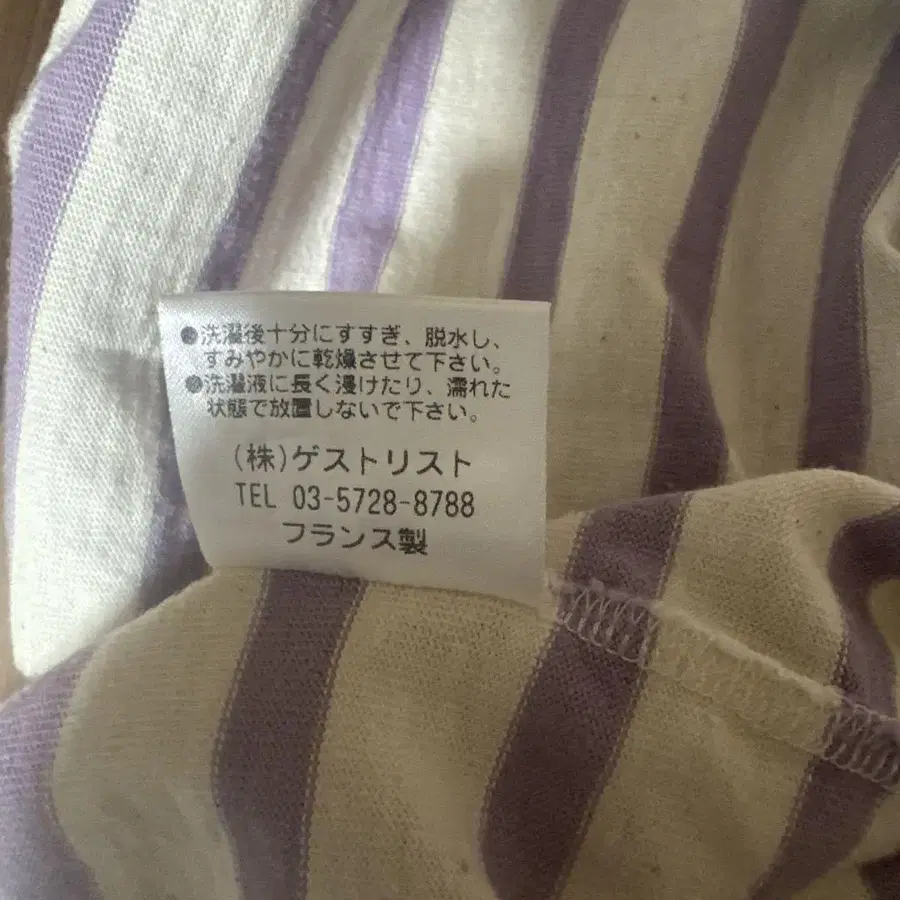 ●洗濯後十分にすすぎ、脱水し、
すみやかに乾燥させて下さい。
●洗濯液に長く浸けたり、濡れた
状態で放置しないで下さい。
(株)ゲストリスト
TEL 03-5728-8788
フランス製